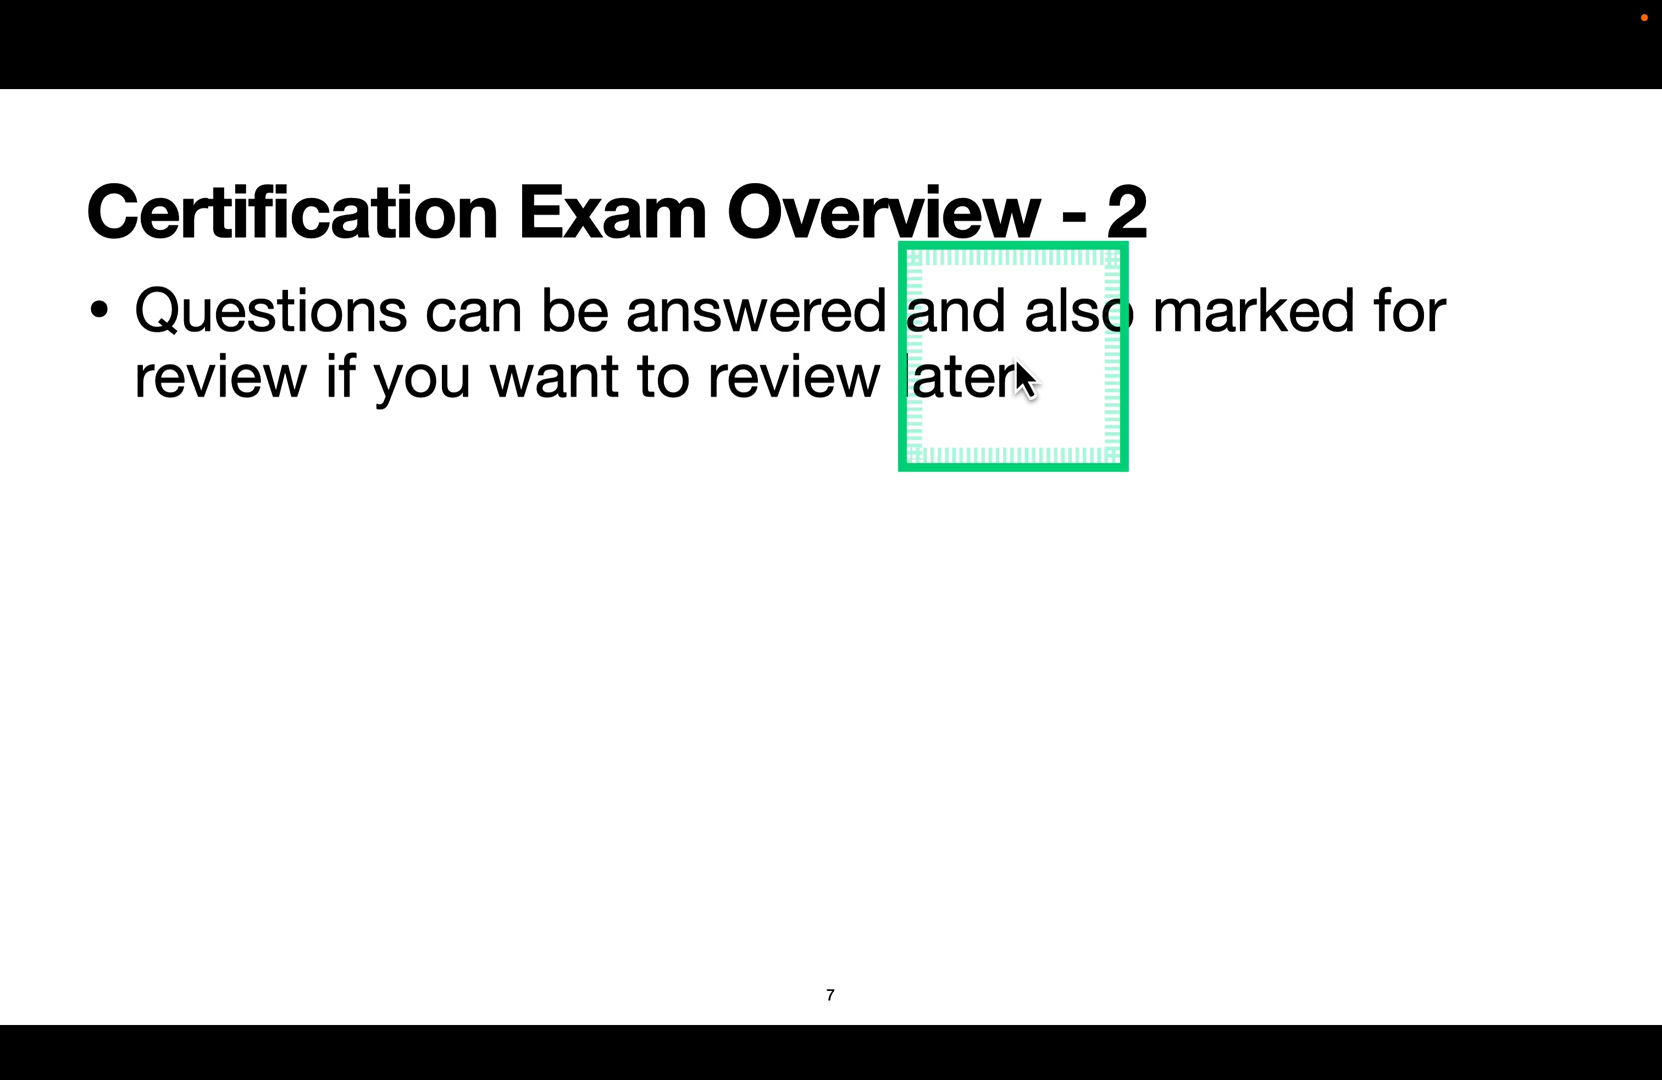 Certification Exam Overview - 2
• Questions can be answered and also marked for
review if you want to review later
7